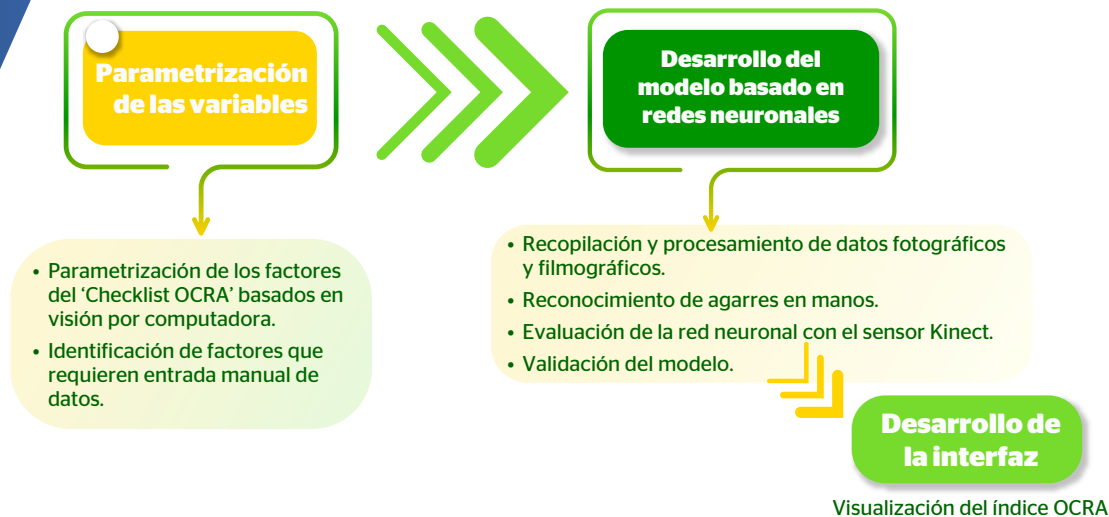 Parametrización
de las variables
• Parametrización de los factores
del ‘Checklist OCRA’ basados en
visión por computadora.
• Identificación de factores que
requieren entrada manual de
datos.
Desarrollo del
modelo basado en
redes neuronales
• Recopilación y procesamiento de datos fotográficos
y filmográficos.
• Reconocimiento de agarres en manos.
• Evaluación de la red neuronal con el sensor Kinect.
• Validación del modelo.
Desarrollo de
la interfaz
Visualización del índice OCRA